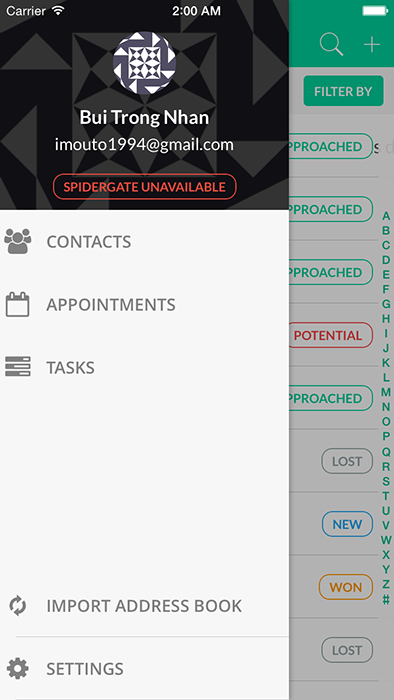 Carrier 2:00 AM
Bui Trong Nhan
imouto1994@gmail.com
SPIDERGATE UNAVAILABLE
CONTACTS
APPOINTMENTS
TASKS
IMPORT ADDRESS BOOK
SETTINGS
FILTER BY
PPROACHED
PPROACHED
PPROACHED
POTENTIAL
PPROACHED
LOST
NEW
WON
LOST
A
B
C
D
E
F
G
H
I
J
K
L
M
N
O
P
Q
R
S
T
U
V
W
X
Y
Z
#